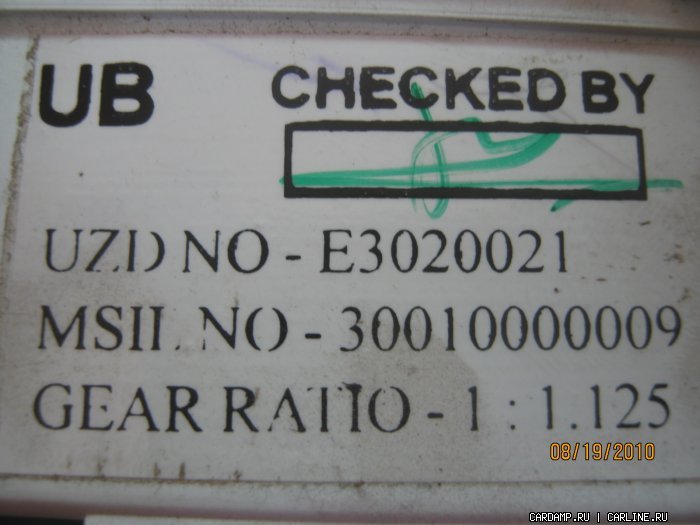 UB
CHECKED BY
UZD NO - E3020021
MSIL NO - 30010000009
GEAR RATIO - 1 : 1.125
08/19/2010
CARDAMP.RU | CARLINE.RU